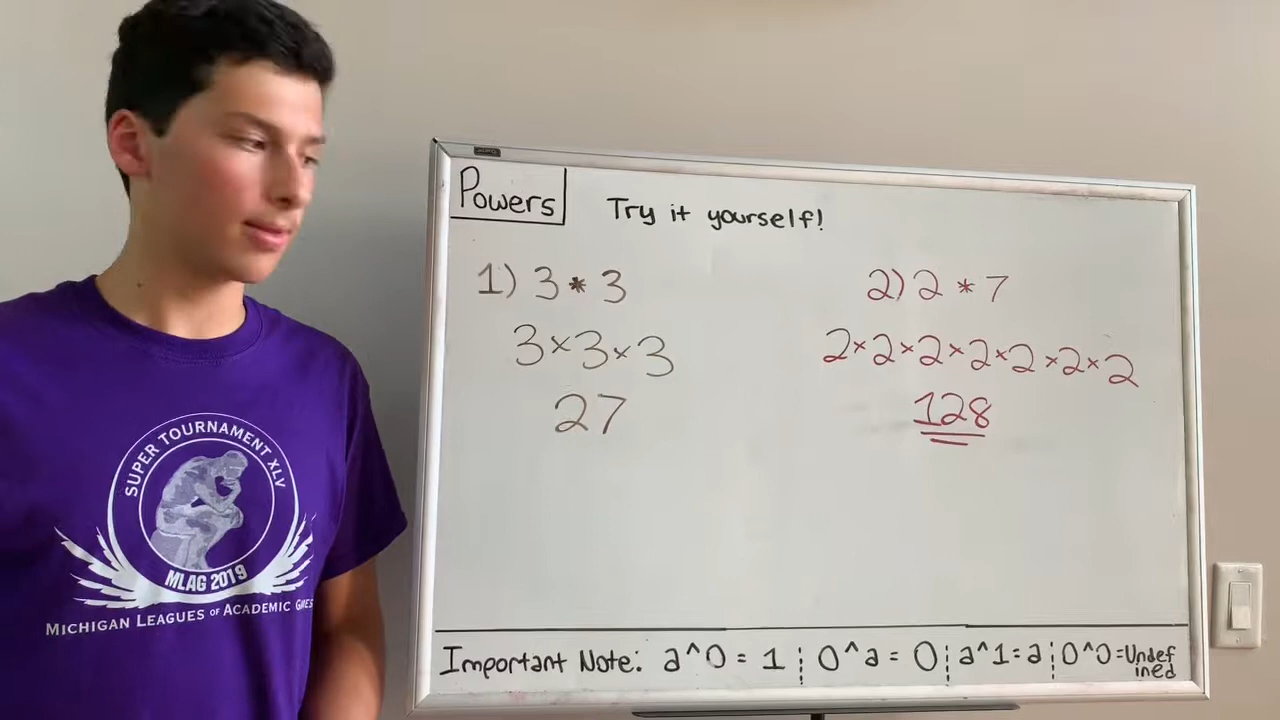 Powers
Try it yourself!
1) 3 * 3
3×3×3
27
2) 2 * 7
2×2×2×2×2×2×2
128
Important Note: a^0 = 1 ¦ 0^a = 0 ¦ a^1=a ¦ 0^0=Undef
ined
SUPER TOURNAMENT XLV
MLAG 2019
MICHIGAN LEAGUES OF ACADEMIC GAMES